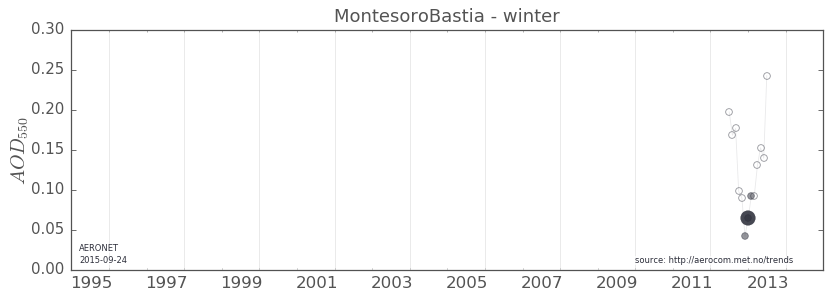 MontesoroBastia - winter
0.30
0.25
0.20
0.15
0.10
0.05
0.00
AOD550
AERONET
2015-09-24
source: http://aerocom.met.no/trends
1995 1997 1999 2001 2003 2005 2007 2009 2011 2013